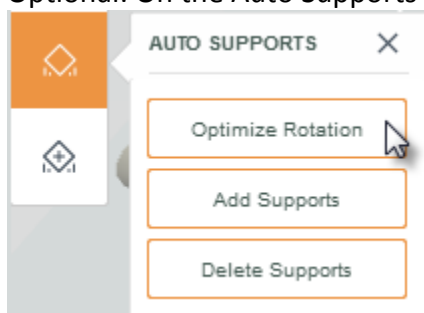 Optional: On the Auto Supports
AUTO SUPPORTS
Optimize Rotation
Add Supports
Delete Supports